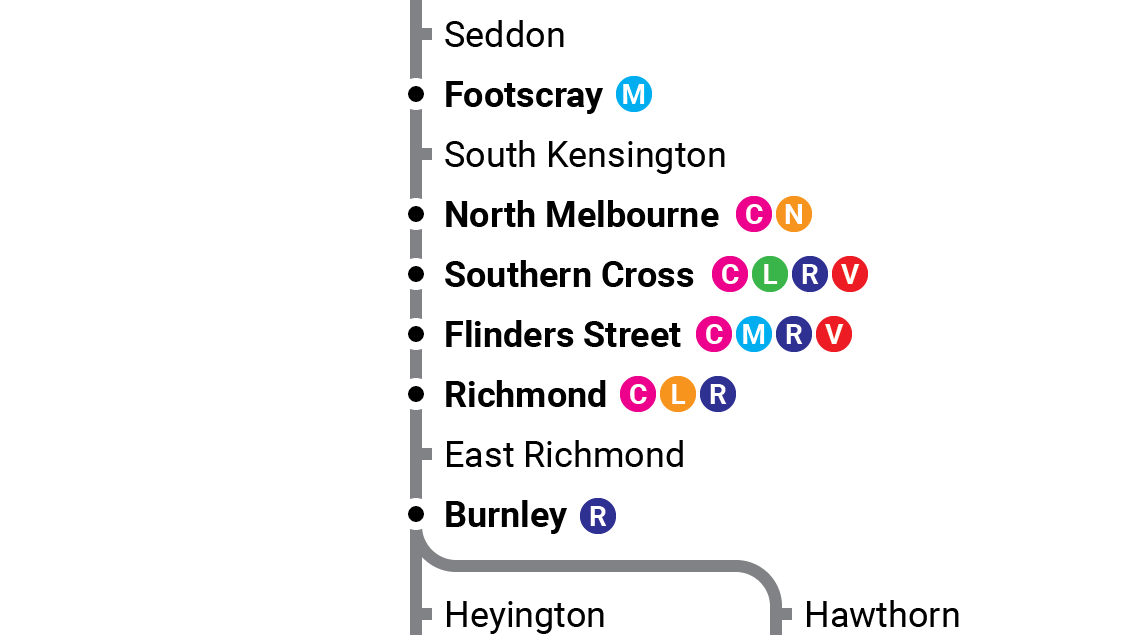 Seddon
Footscray M
South Kensington
North Melbourne C N
Southern Cross C L R V
Flinders Street C M R V
Richmond C L R
East Richmond
Burnley R
Heyington Hawthorn